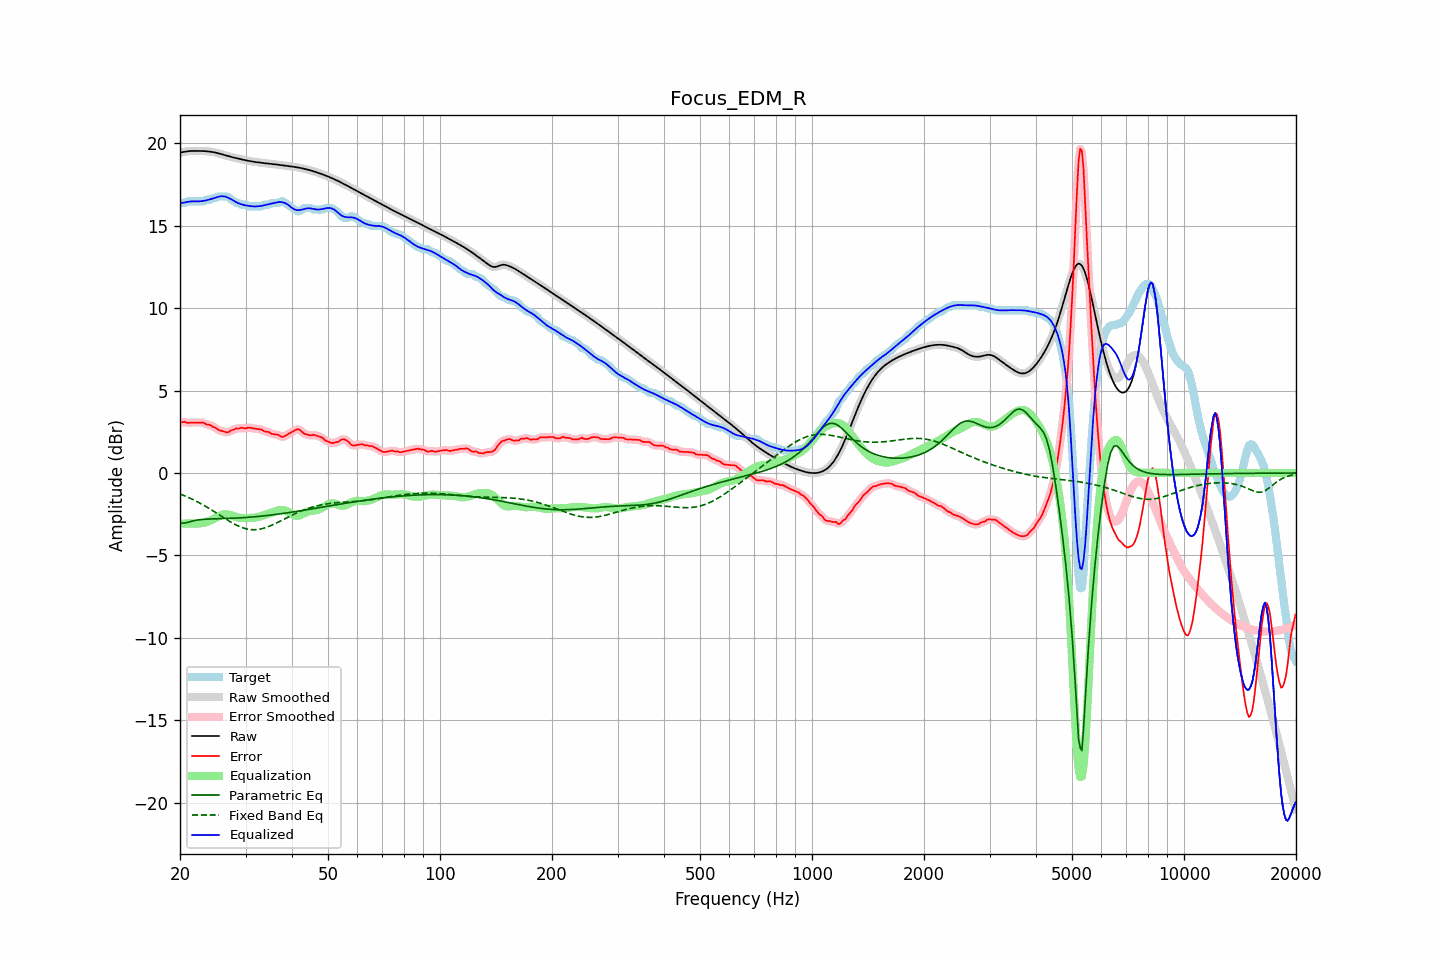 Focus_EDM_R
Amplitude (dBr)
20
15
10
5
0
−5
−10
−15
−20
Target
Raw Smoothed
Error Smoothed
Raw
Error
Equalization
Parametric Eq
Fixed Band Eq
Equalized
20 50 100 200 500 1000 2000 5000 10000 20000
Frequency (Hz)